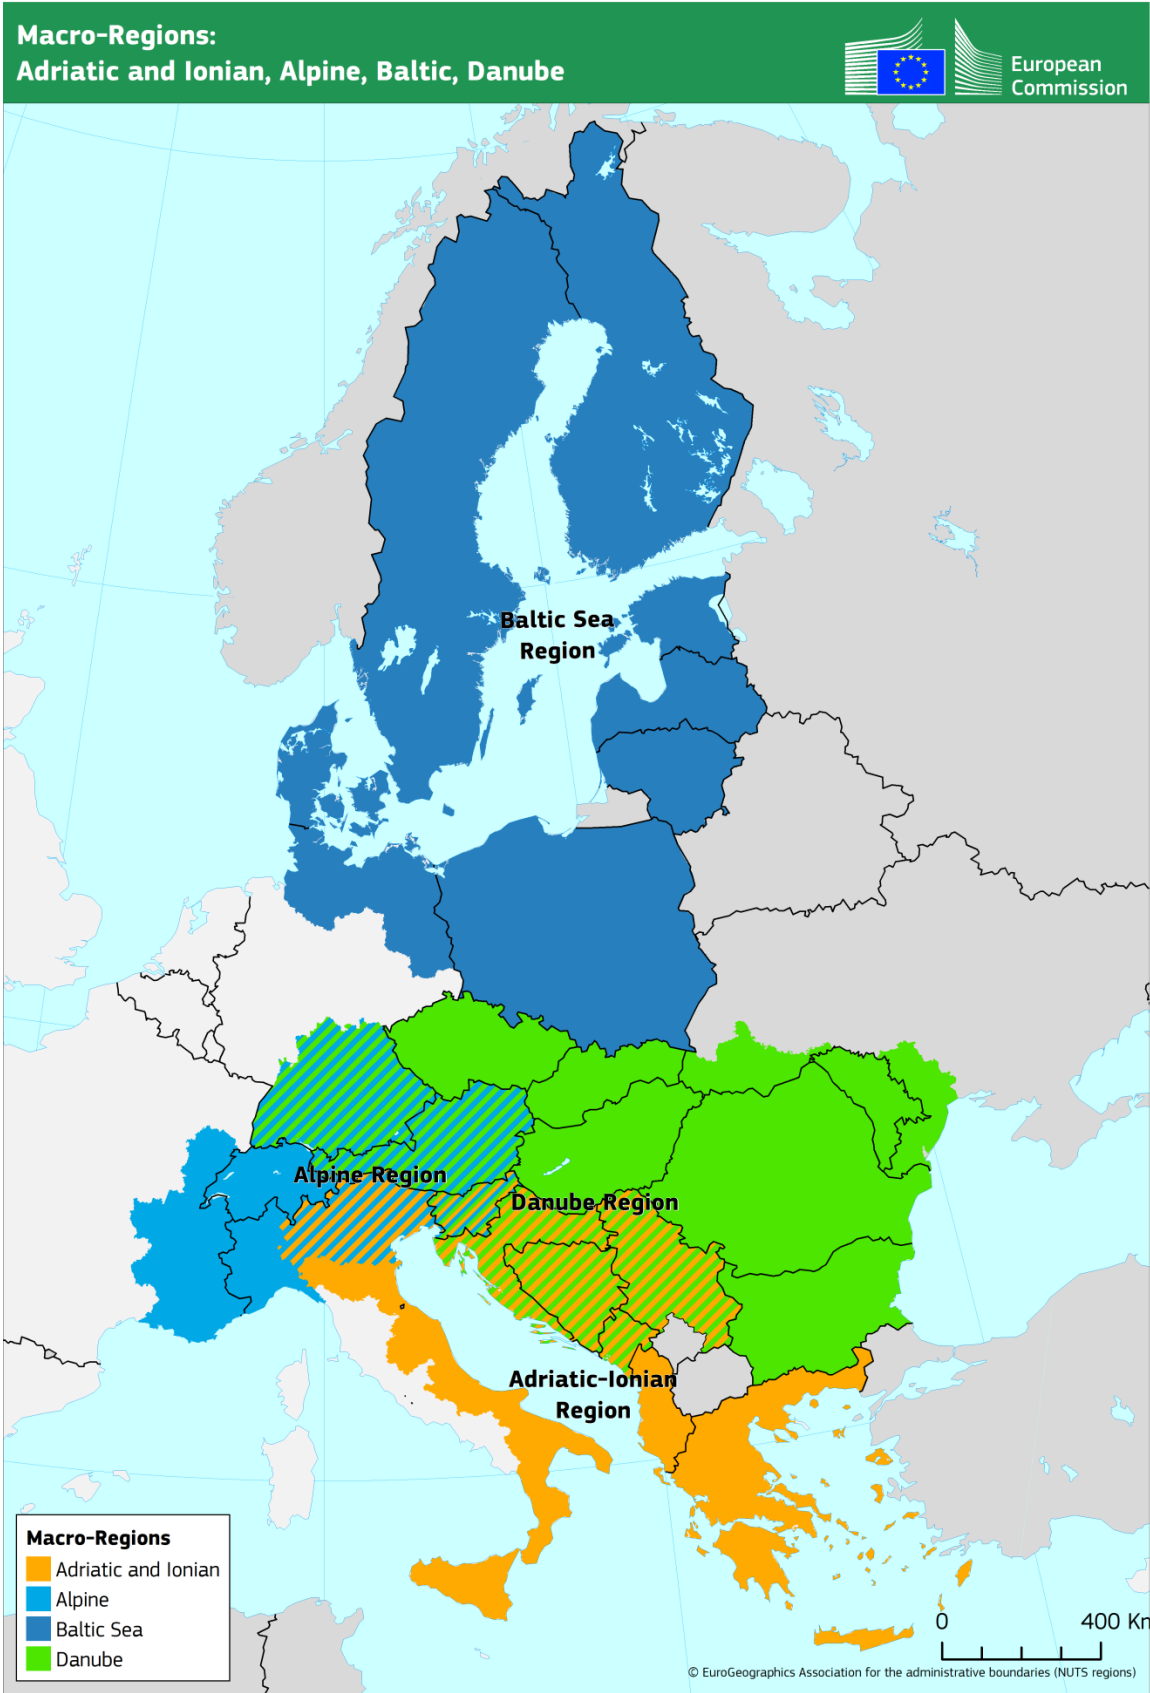 Macro-Regions:
Adriatic and Ionian, Alpine, Baltic, Danube
European
Commission
Baltic Sea
Region
Alpine Region
Danube Region
Adriatic-Ionian
Region
Macro-Regions
Adriatic and Ionian
Alpine
Baltic Sea
Danube
0 400 Km
© EuroGeographics Association for the administrative boundaries (NUTS regions)